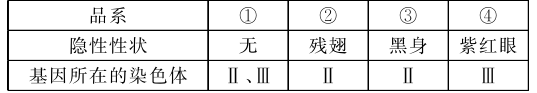 品系 ① ② ③ ④
隐性性状 无 残翅 黑身 紫红眼
基因所在的染色体 Ⅱ、Ⅲ Ⅱ Ⅱ Ⅲ